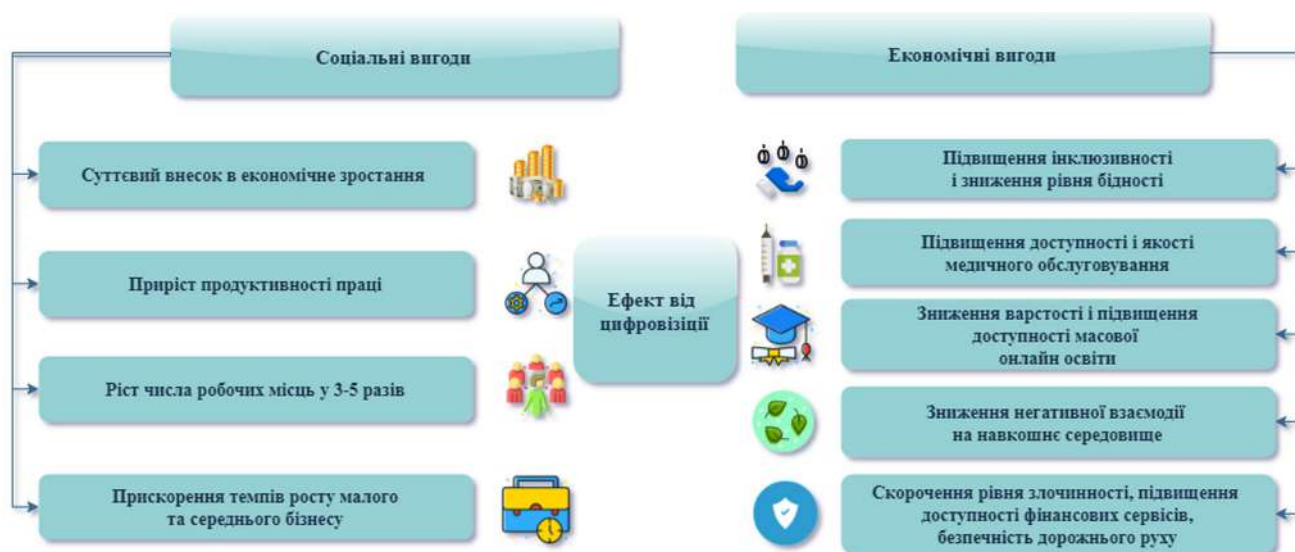 Соціальні вигоди
Суттєвий внесок в економічне зростання
Приріст продуктивності праці
Ріст числа робочих місць у 3-5 разів
Прискорення темпів росту малого
та середнього бізнесу
Ефект від
цифровізіції
Економічні вигоди
Підвищення інклюзивності
і зниження рівня бідності
Підвищення доступності і якості
медичного обслуговування
Зниження варстості і підвищення
доступності масової
онлайн освіти
Зниження негативної взаємодії
на навкошнє середовище
Скорочення рівня злочинності, підвищення
доступності фінансових сервісів,
безпечність дорожнього руху